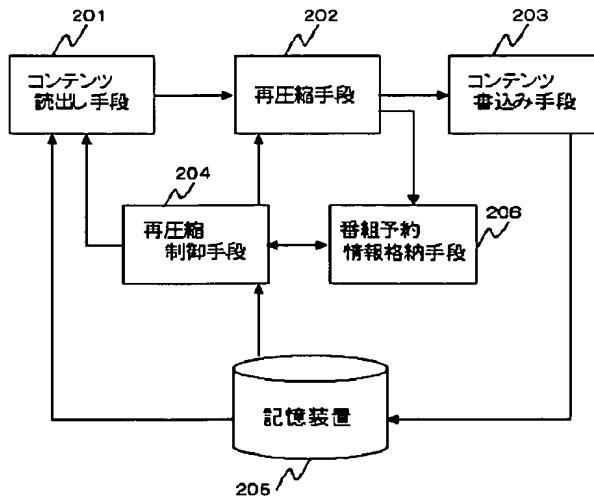 201
202
203
コンテンツ
読出し手段
再圧縮手段
コンテンツ
書込み手段
204
再圧縮
制御手段
番組予約
情報格納手段
206
記憶装置
205